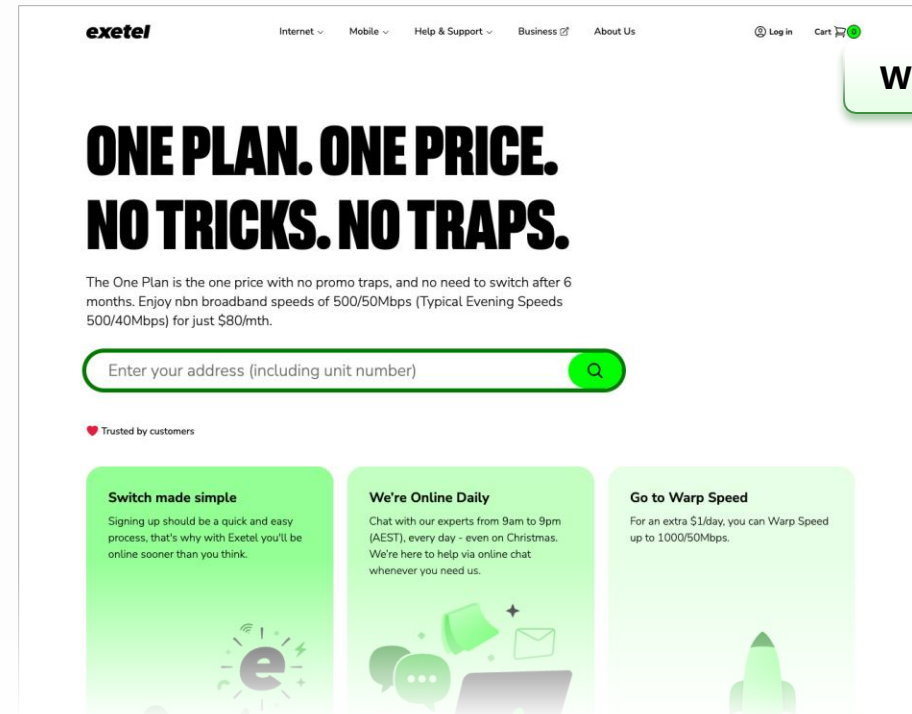 exetel
Internet
Mobile
Help & Support
Business
About Us
Log in
Cart
0
W
ONE PLAN. ONE PRICE.
NO TRICKS. NO TRAPS.
The One Plan is the one price with no promo traps, and no need to switch after 6
months. Enjoy nbn broadband speeds of 500/50Mbps (Typical Evening Speeds
500/40Mbps) for just $80/mth.
Enter your address (including unit number)
Trusted by customers
Switch made simple
Signing up should be a quick and easy
process, that's why with Exetel you'll be
online sooner than you think.
We're Online Daily
Chat with our experts from 9am to 9pm
(AEST), every day - even on Christmas.
We're here to help via online chat
whenever you need us.
Go to Warp Speed
For an extra $1/day, you can Warp Speed
up to 1000/50Mbps.
e